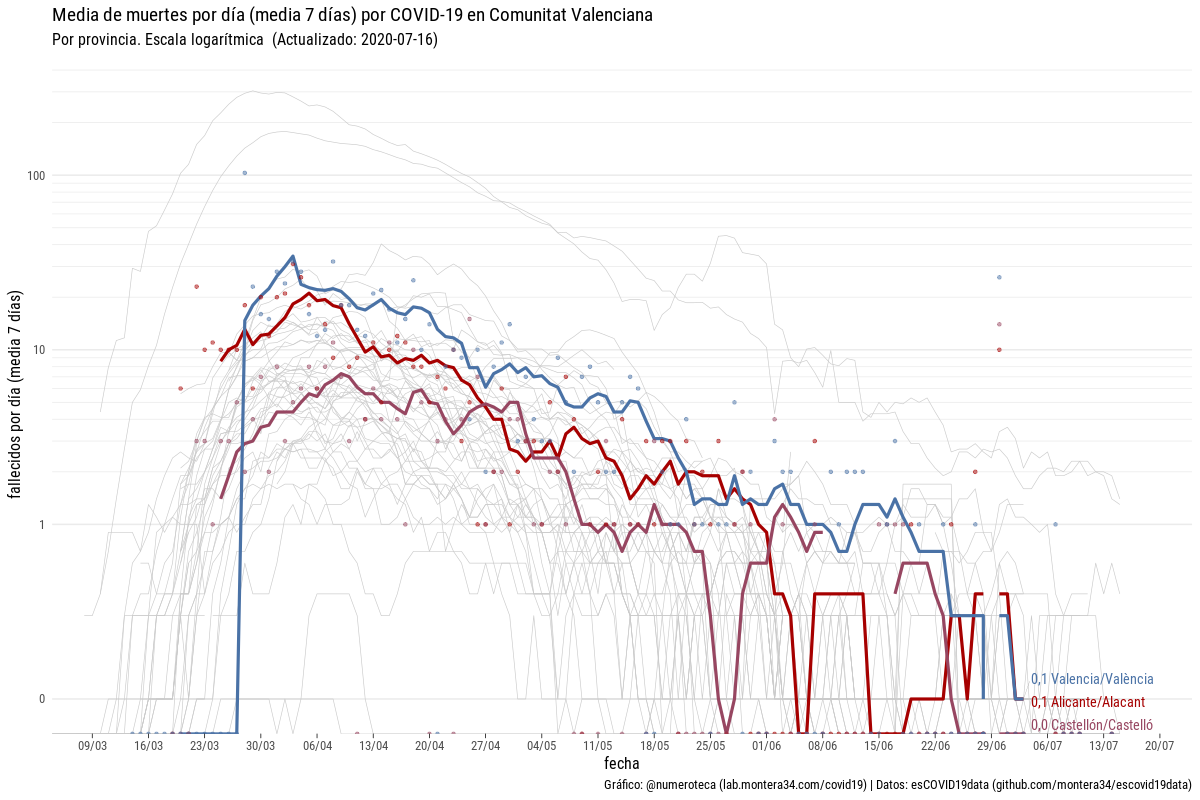 Media de muertes por día (media 7 días) por COVID-19 en Comunitat Valenciana
Por provincia. Escala logarítmica (Actualizado: 2020-07-16)
fallecidos por día (media 7 días)
100
10
1
0
0,1 Valencia/València
0,1 Alicante/Alacant
0,0 Castellón/Castelló
09/03 16/03 23/03 30/03 06/04 13/04 20/04 27/04 04/05 11/05 18/05 25/05 01/06 08/06 15/06 22/06 29/06 06/07 13/07 20/07
fecha
Gráfico: @numeroteca (lab.montera34.com/covid19) | Datos: esCOVID19data (github.com/montera34/escovid19data)